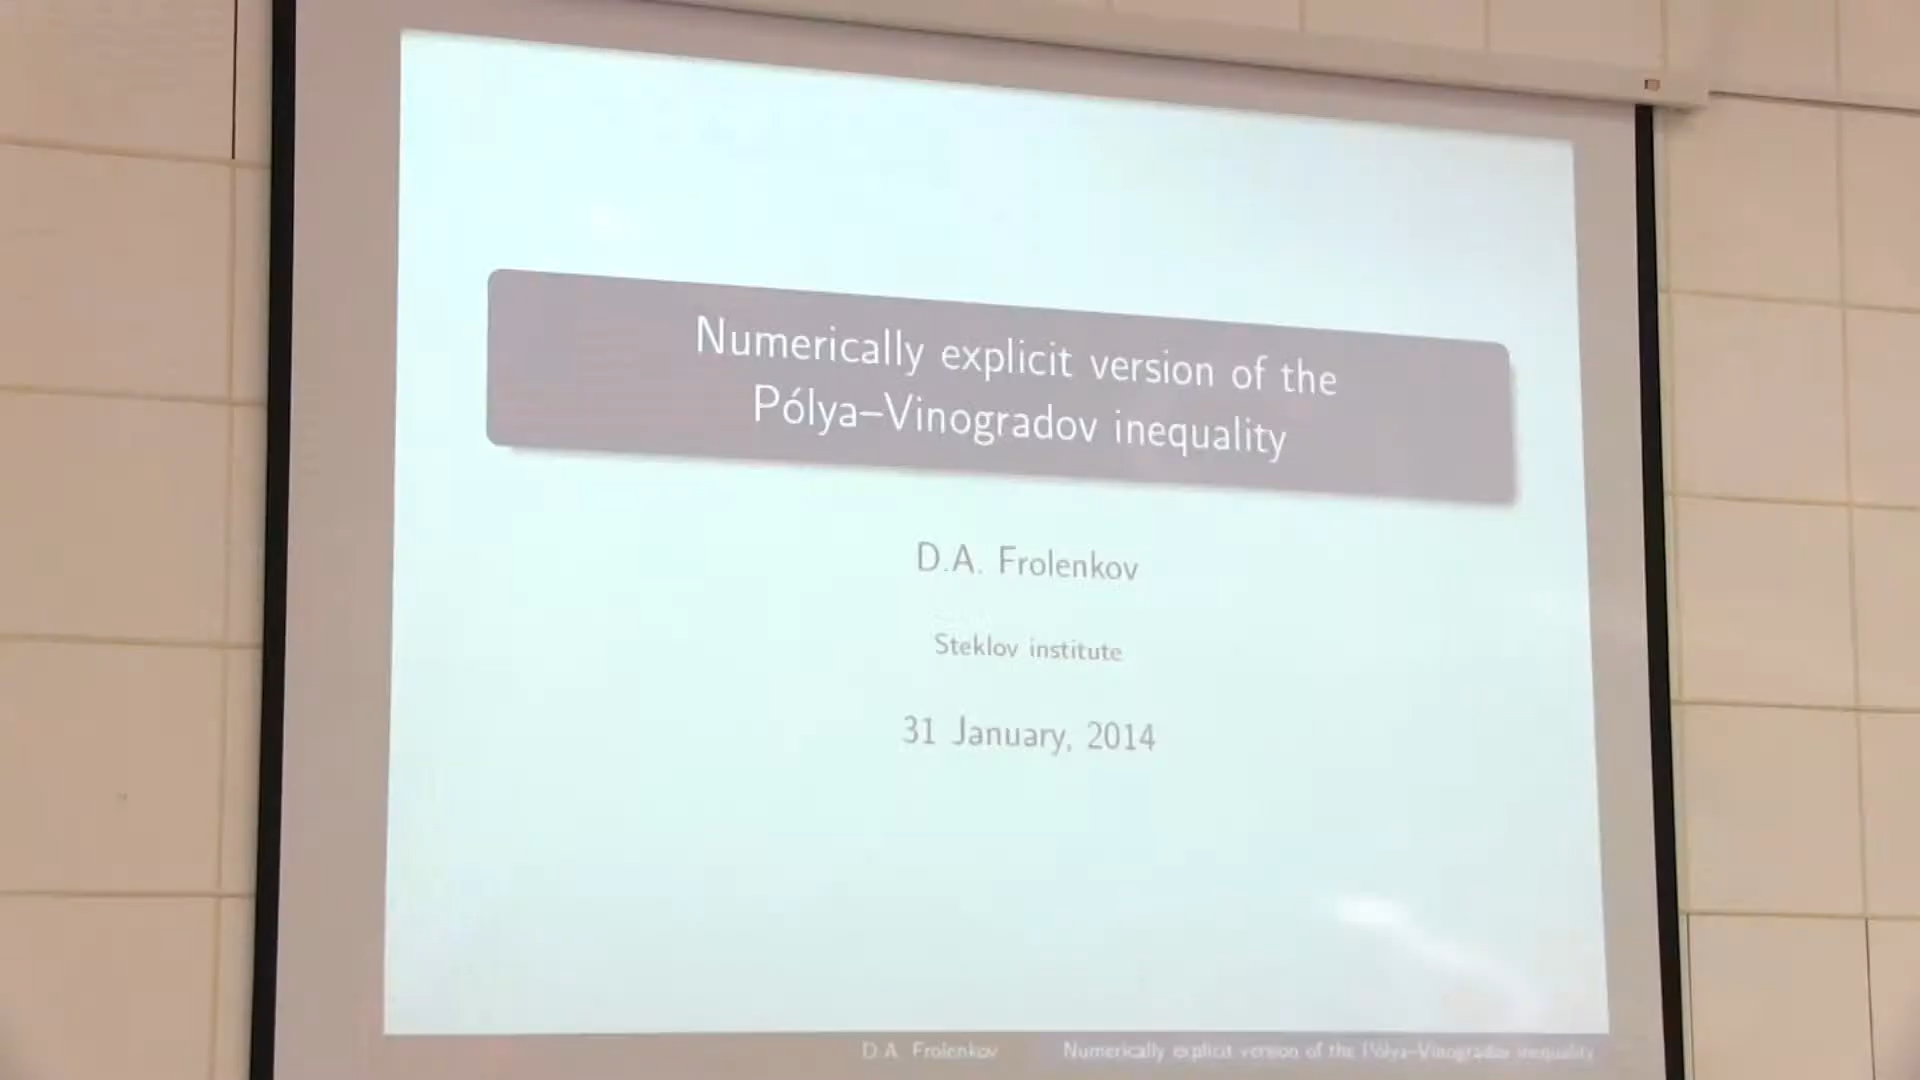 Numerically explicit version of the
Pólya–Vinogradov inequality
D.A. Frolenkov
Steklov institute
31 January, 2014
D.A. Frolenkov Numerically explicit version of the Pólya–Vinogradov inequality